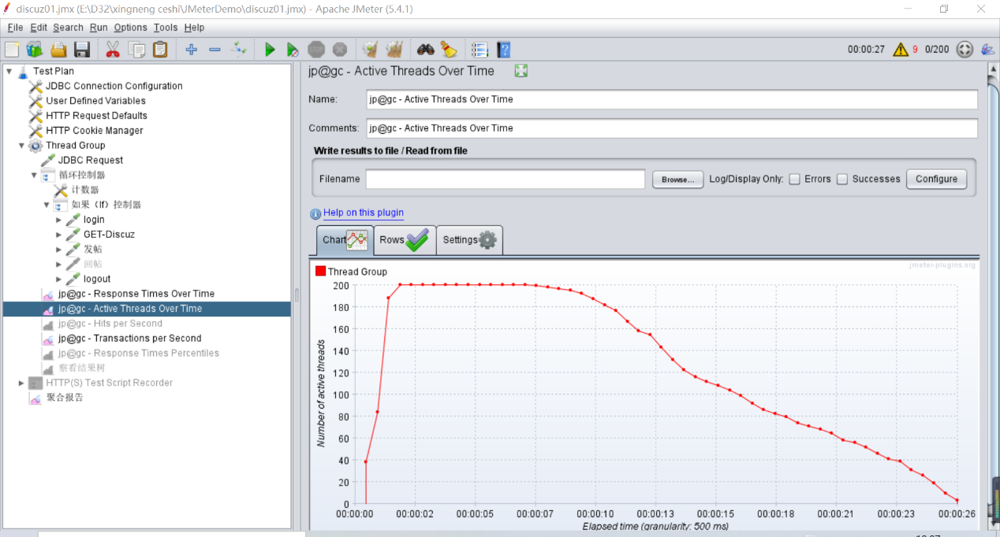 discuz01.jmx (E:\D32\xingneng ceshi\JMeterDemo\discuz01.jmx) - Apache JMeter (5.4.1)
File Edit Search Run Options Tools Help
00:00:27 9 0/200
Test Plan
JDBC Connection Configuration
User Defined Variables
HTTP Request Defaults
HTTP Cookie Manager
Thread Group
JDBC Request
循环控制器
计数器
如果（If）控制器
login
GET-Discuz
发帖
回帖
logout
jp@gc - Response Times Over Time
jp@gc - Active Threads Over Time
jp@gc - Hits per Second
jp@gc - Transactions per Second
jp@gc - Response Times Percentiles
察看结果树
HTTP(S) Test Script Recorder
聚合报告
jp@gc - Active Threads Over Time
Name: jp@gc - Active Threads Over Time
Comments: jp@gc - Active Threads Over Time
Write results to file / Read from file
Filename Browse... Log/Display Only: Errors Successes Configure
Help on this plugin
Chart Rows Settings
jmeter-plugins.org
Thread Group
200
180
160
140
120
100
80
60
40
20
0
Number of active threads
00:00:00 00:00:02 00:00:05 00:00:07 00:00:10 00:00:13 00:00:15 00:00:18 00:00:21 00:00:23 00:00:26
Elapsed time (granularity: 500 ms)